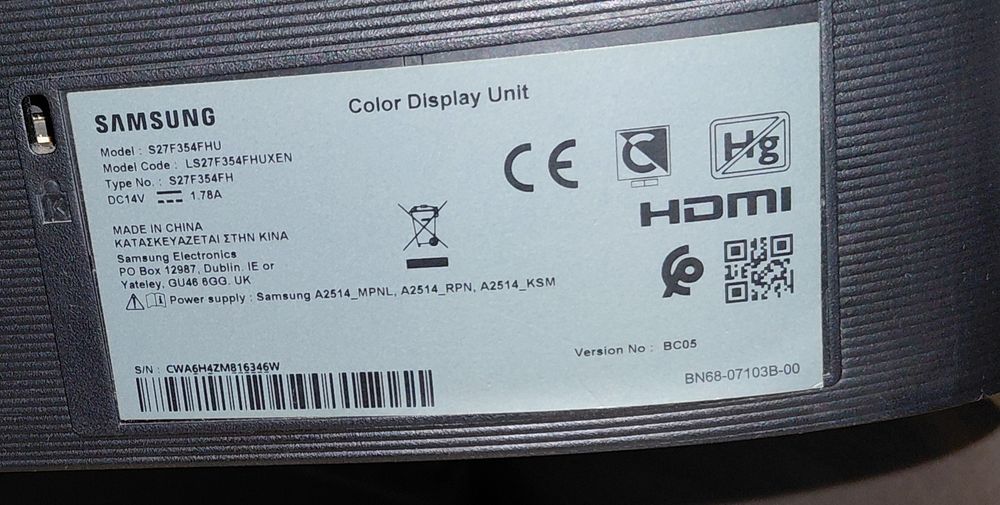 SAMSUNG
Color Display Unit
Model : S27F354FHU
Model Code : LS27F354FHUXEN
Type No. : S27F354FH
DC14V 1.78A
CE
C
Hg
HDMI
MADE IN CHINA
ΚΑΤΑΣΚΕΥΑΖΕΤΑΙ ΣΤΗΝ ΚΙΝΑ
Samsung Electronics
PO Box 12987, Dublin. IE or
Yateley, GU46 6GG. UK
Power supply : Samsung A2514_MPNL, A2514_RPN, A2514_KSM
Version No : BC05
S/N : CWA6H4ZM816346W
BN68-07103B-00